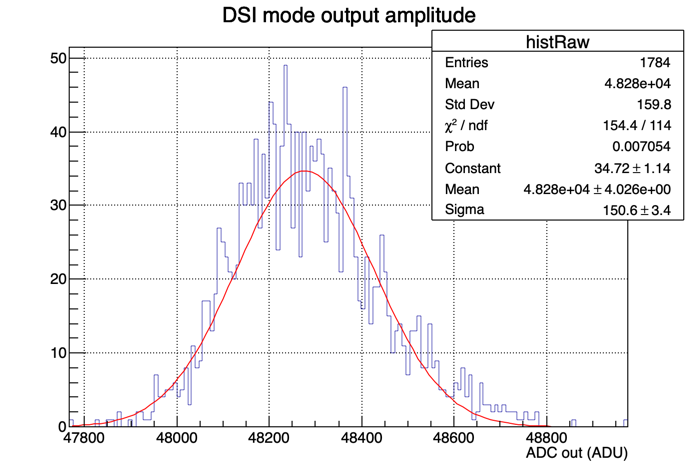 DSI mode output amplitude
histRaw
Entries 1784
Mean 4.828e+04
Std Dev 159.8
χ² / ndf 154.4 / 114
Prob 0.007054
Constant 34.72 ± 1.14
Mean 4.828e+04 ± 4.026e+00
Sigma 150.6 ± 3.4
50
40
30
20
10
0
47800 48000 48200 48400 48600 48800
ADC out (ADU)